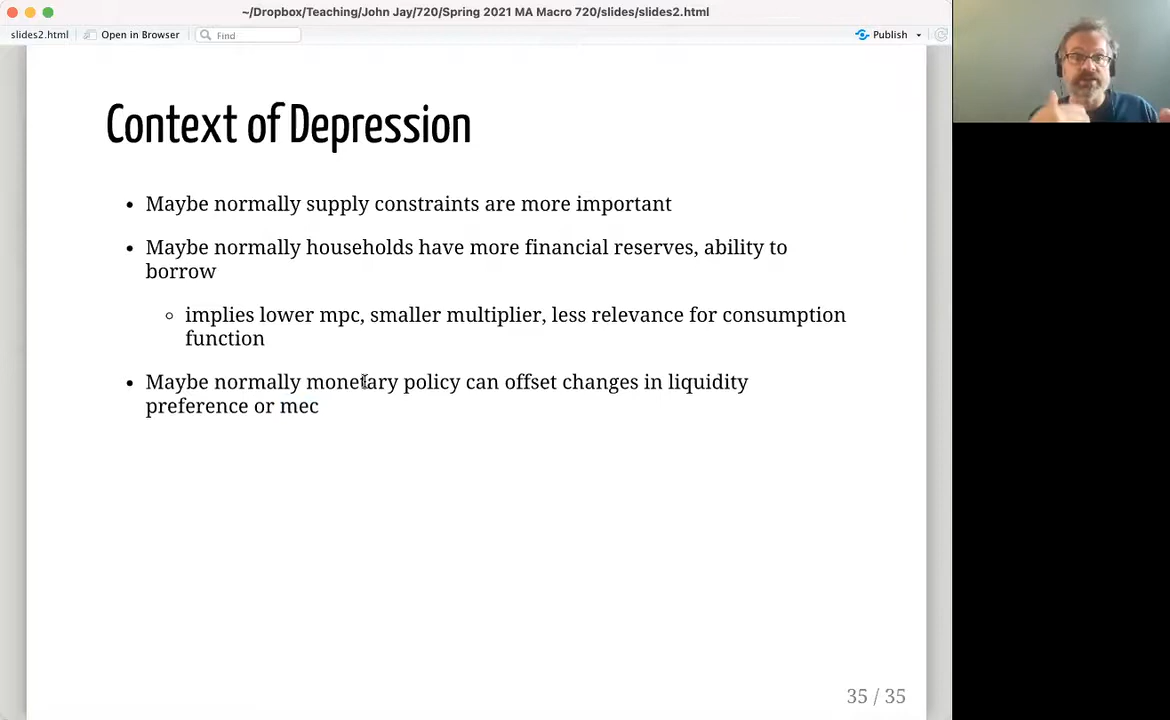 ~/Dropbox/Teaching/John Jay/720/Spring 2021 MA Macro 720/slides/slides2.html
slides2.html
Open in Browser
Find
Publish
Context of Depression
• Maybe normally supply constraints are more important
• Maybe normally households have more financial reserves, ability to
borrow
◦ implies lower mpc, smaller multiplier, less relevance for consumption
function
• Maybe normally monetary policy can offset changes in liquidity
preference or mec
35 / 35